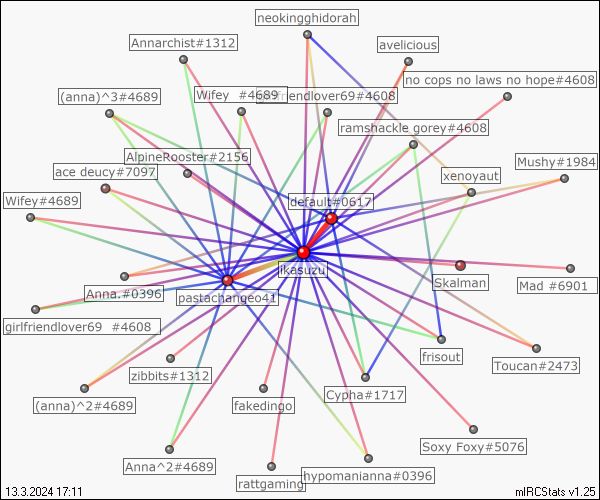 neokingghidorah
Annarchist#1312
avelicious
no cops no laws no hope#4608
(anna)^3#4689
Wifey  #4689
friendlover69#4608
ramshackle gorey#4608
AlpineRooster#2156
Mushy#1984
ace deucy#7097
xenoyaut
Wifey#4689
default#0617
ikasuzu
Skalman
Mad #6901
Anna.#0396
pastachangeo41
girlfriendlover69  #4608
frisout
Toucan#2473
zibbits#1312
Cypha#1717
(anna)^2#4689
fakedingo
Soxy Foxy#5076
Anna^2#4689
hypomanianna#0396
rattgaming
13.3.2024 17:11
mIRCStats v1.25